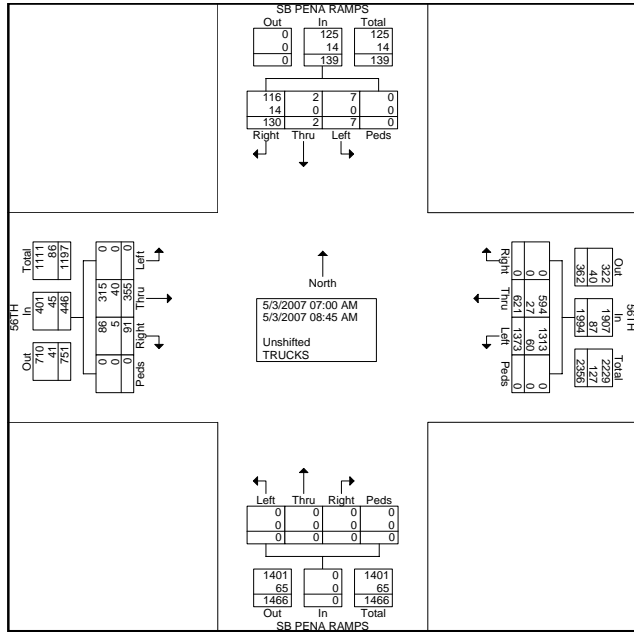 SB PENA RAMPS
Out In Total
0 125 125
0 14 14
0 139 139
116 2 7 0
14 0 0 0
130 2 7 0
Right Thru Left Peds
56TH
Out In Total
710 401 1111
41 45 86
751 446 1197
86 315 0
0 5 40 0
0 91 355 0
Peds Right Thru Left
North
5/3/2007 07:00 AM
5/3/2007 08:45 AM
Unshifted
TRUCKS
56TH
Out In Total
322 1907 2229
40 87 127
362 1994 2356
0 594 1313 0
0 27 60 0
0 621 1373 0
Right Thru Left Peds
Left Thru Right Peds
0 0 0 0
0 0 0 0
0 0 0 0
1401 0 1401
65 0 65
1466 0 1466
Out In Total
SB PENA RAMPS